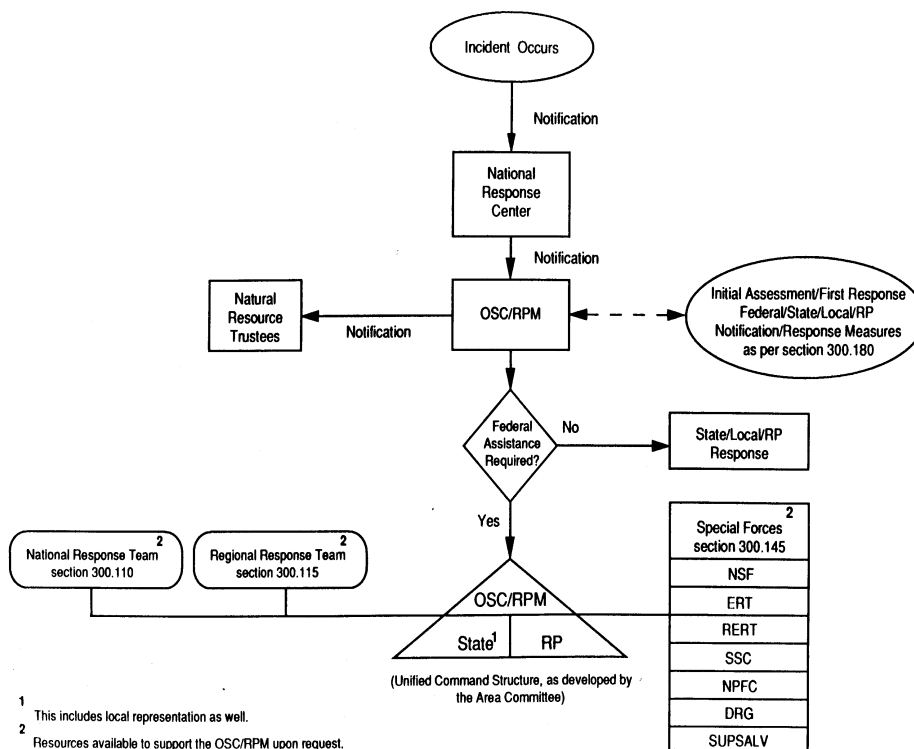 Incident Occurs
Notification
National
Response
Center
Notification
Natural
Resource
Trustees
Notification
OSC/RPM
Initial Assessment/First Response
Federal/State/Local/RP
Notification/Response Measures
as per section 300.180
Federal
Assistance
Required?
No
State/Local/RP
Response
Yes
National Response Team 2
section 300.110
Regional Response Team 2
section 300.115
OSC/RPM
State1
RP
(Unified Command Structure, as developed by
the Area Committee)
Special Forces 2
section 300.145
NSF
ERT
RERT
SSC
NPFC
DRG
SUPSALV
1 This includes local representation as well.
2 Resources available to support the OSC/RPM upon request.